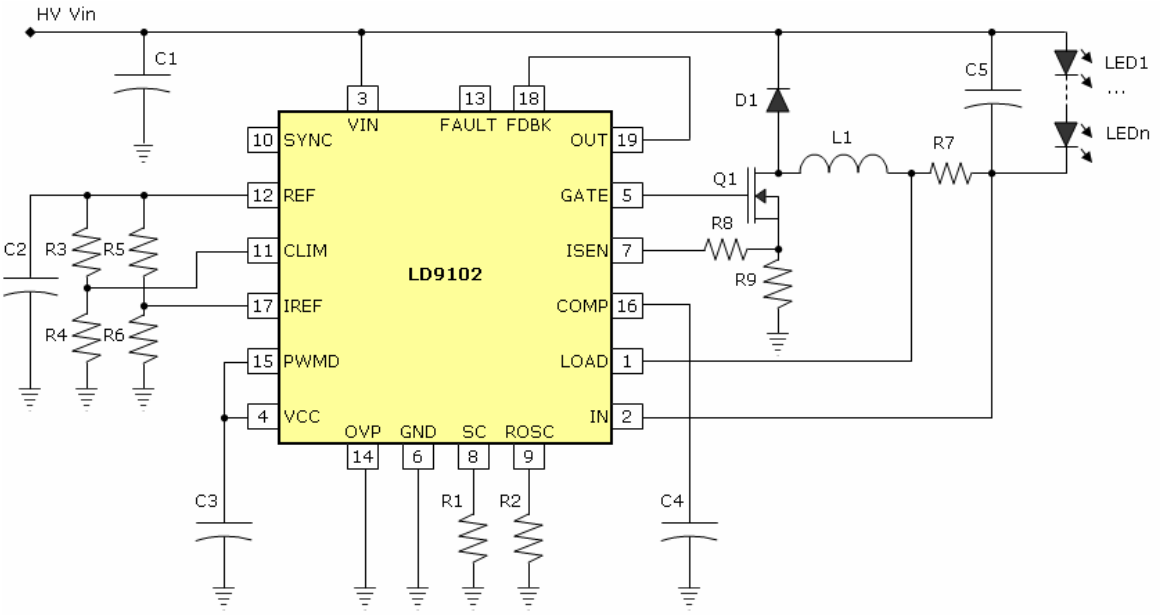 HV Vin
C1
C5
LED1
...
LEDn
D1
3
13
18
VIN
FAULT
FDBK
10
SYNC
OUT
19
L1
R7
Q1
12
REF
GATE
5
C2
R3
R5
11
CLIM
ISEN
7
R8
LD9102
R9
R4
R6
17
IREF
COMP
16
15
PWMD
LOAD
1
4
VCC
IN
2
OVP
GND
SC
ROSC
14
6
8
9
C3
R1
R2
C4